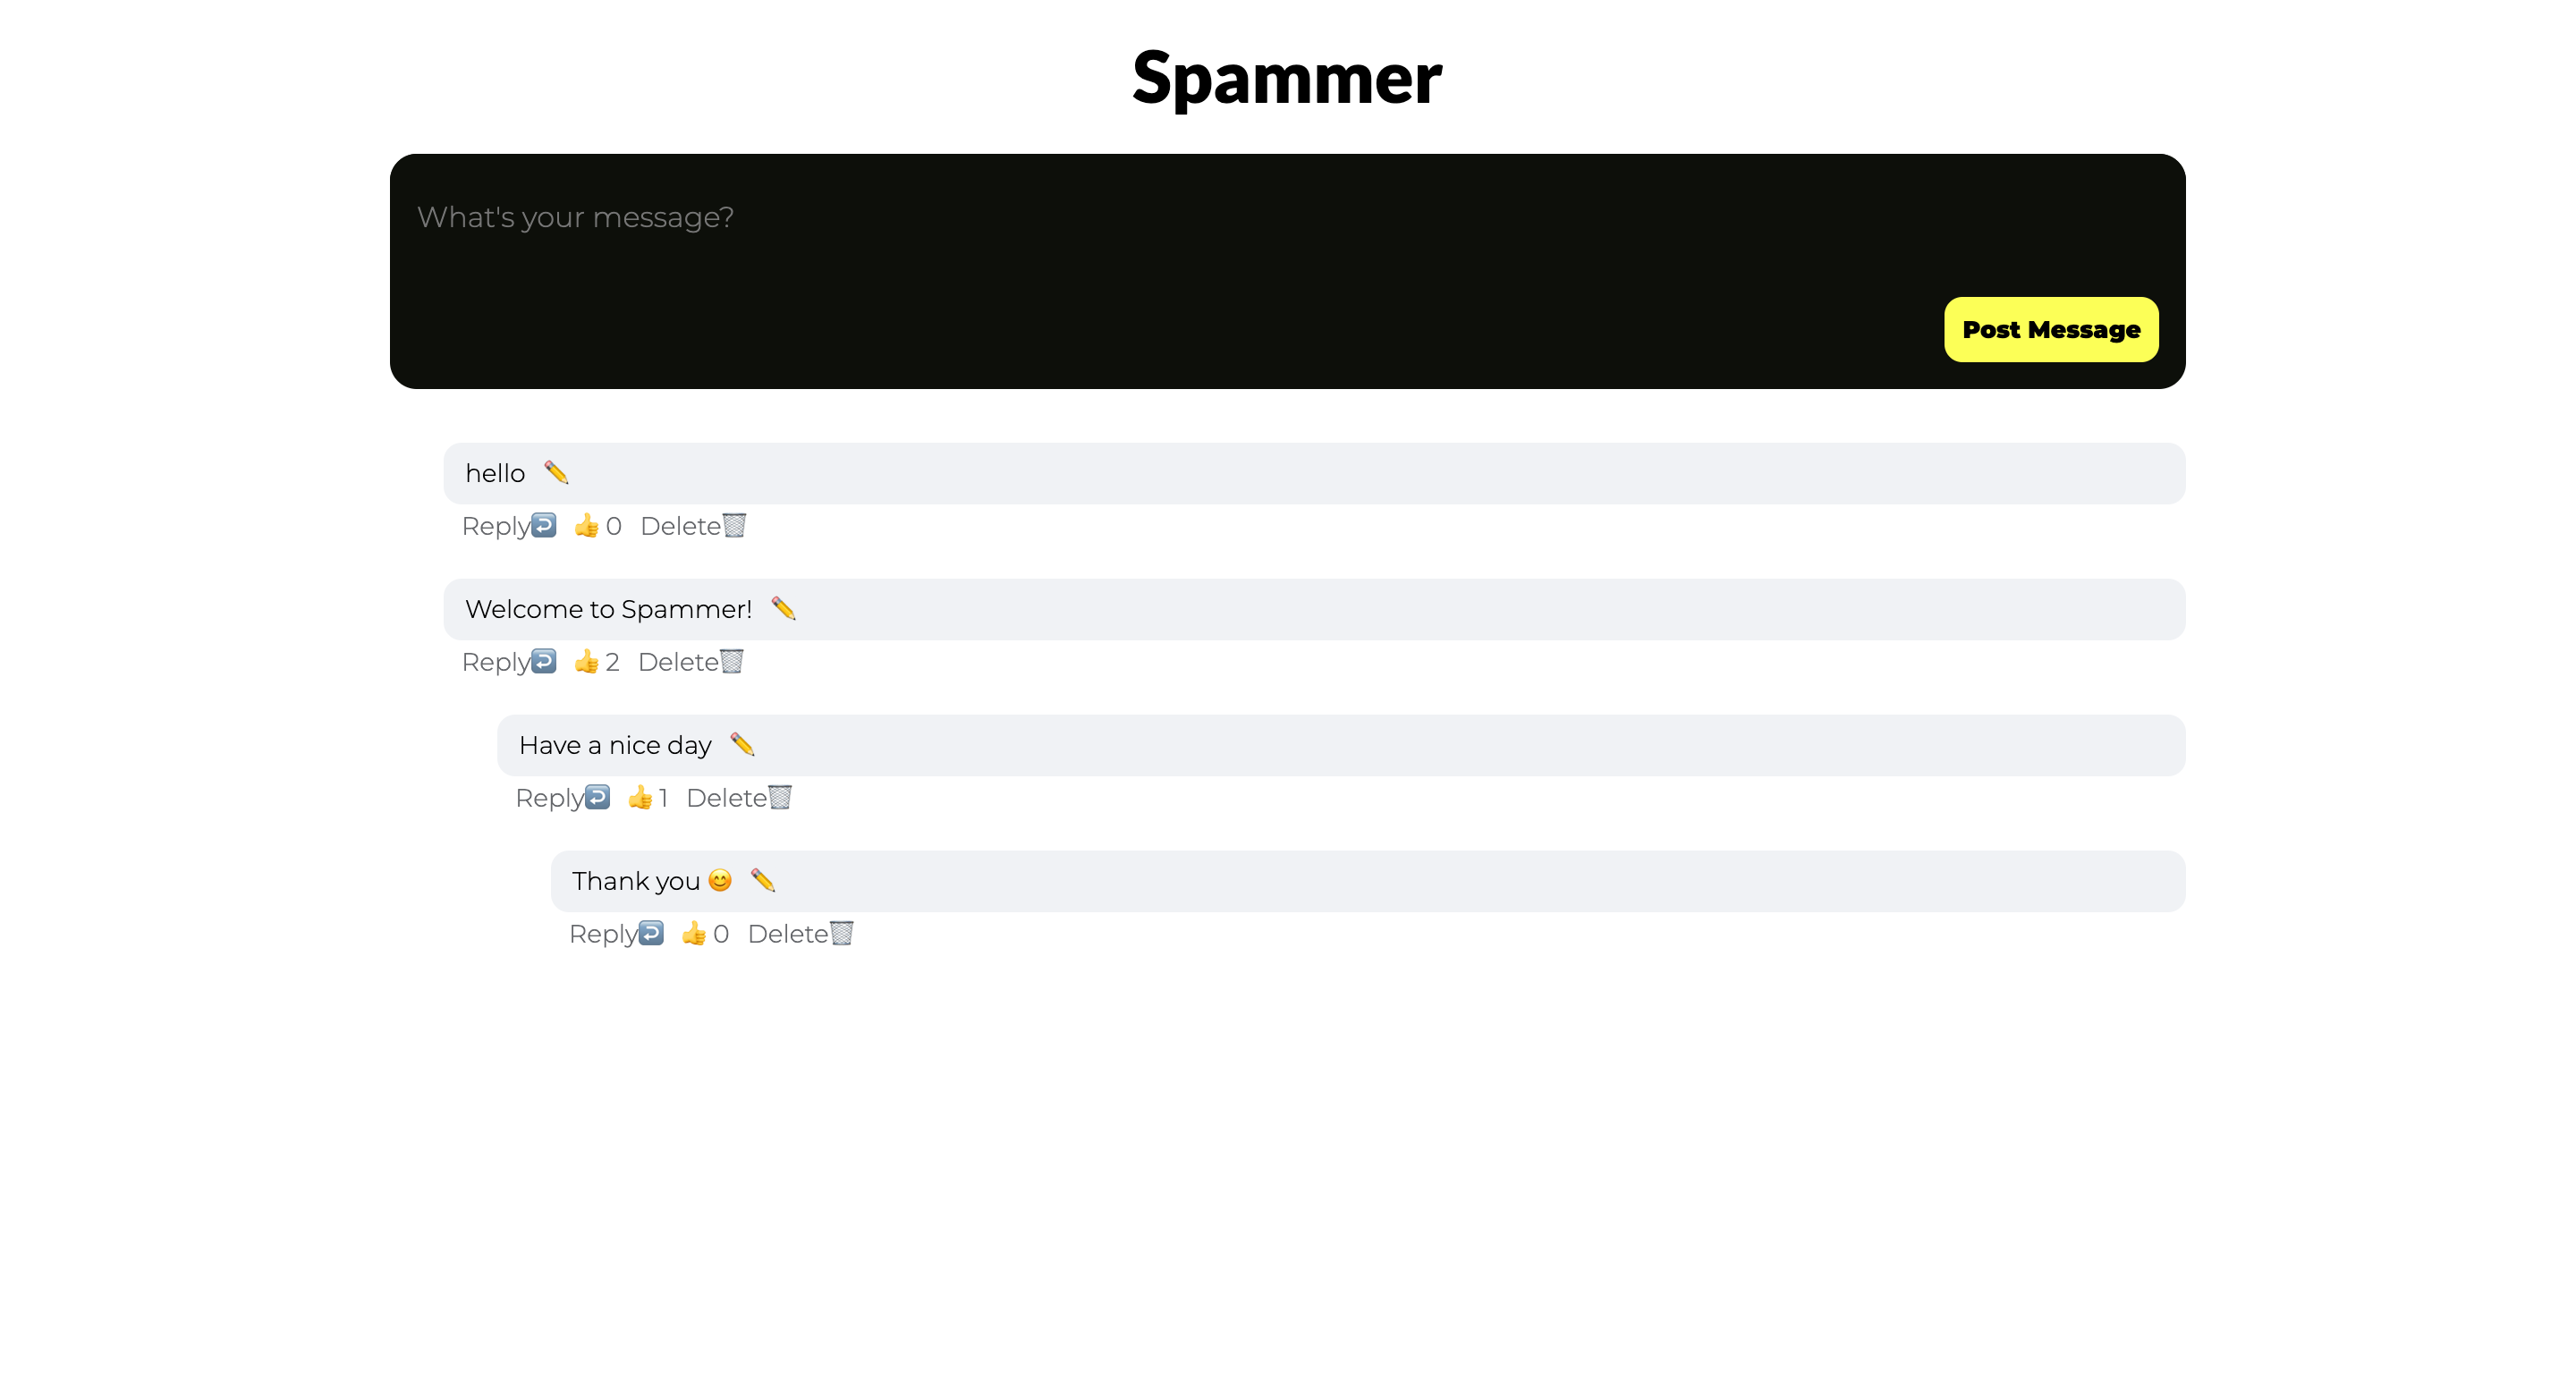 Spammer
What's your message?
Post Message
hello ✏️
Reply↩️ 👍 0 Delete🗑️
Welcome to Spammer! ✏️
Reply↩️ 👍 2 Delete🗑️
Have a nice day ✏️
Reply↩️ 👍 1 Delete🗑️
Thank you 😊 ✏️
Reply↩️ 👍 0 Delete🗑️